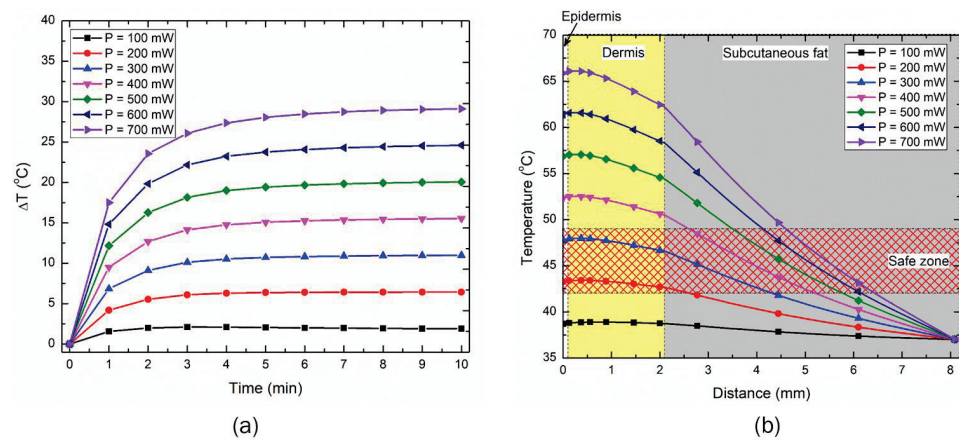 (a)
40
35
30
25
20
15
10
5
0
ΔT (°C)
P = 100 mW
P = 200 mW
P = 300 mW
P = 400 mW
P = 500 mW
P = 600 mW
P = 700 mW
0 1 2 3 4 5 6 7 8 9 10
Time (min)
(a)
(b)
Epidermis
70
65
60
55
50
45
40
35
Temperature (°C)
Dermis
Subcutaneous fat
P = 100 mW
P = 200 mW
P = 300 mW
P = 400 mW
P = 500 mW
P = 600 mW
P = 700 mW
Safe zone
0 1 2 3 4 5 6 7 8
Distance (mm)
(b)